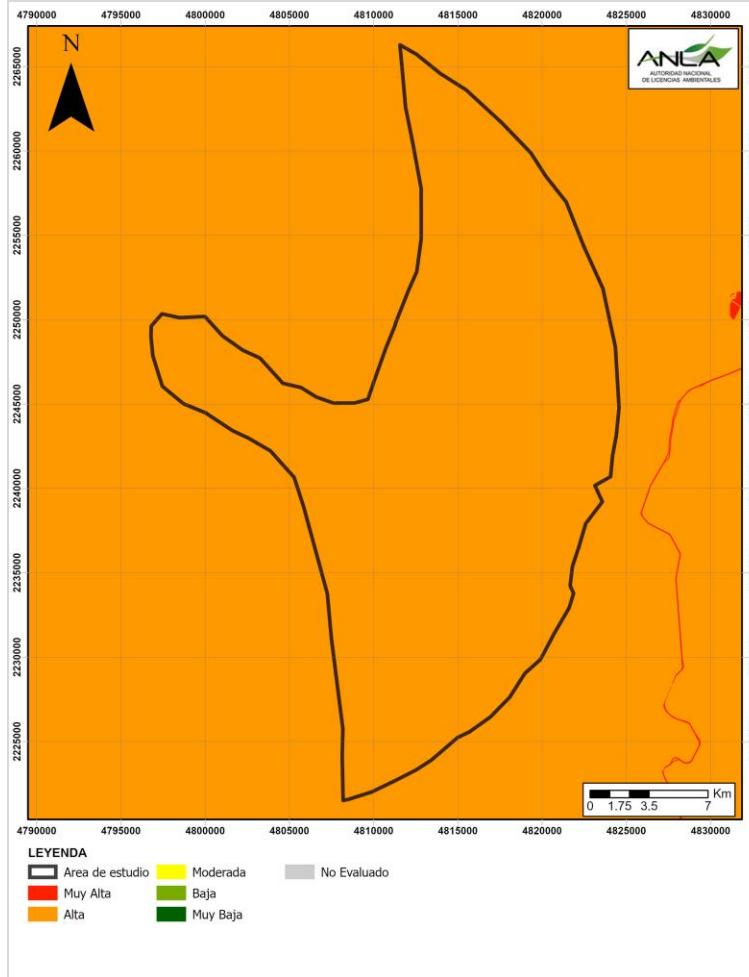 4790000 4795000 4800000 4805000 4810000 4815000 4820000 4825000 4830000
N
ANLA
AUTORIDAD NACIONAL
DE LICENCIAS AMBIENTALES
2265000
2260000
2255000
2250000
2245000
2240000
2235000
2230000
2225000
Km
0 1.75 3.5 7
4790000 4795000 4800000 4805000 4810000 4815000 4820000 4825000 4830000
LEYENDA
Area de estudio Moderada No Evaluado
Muy Alta Baja
Alta Muy Baja